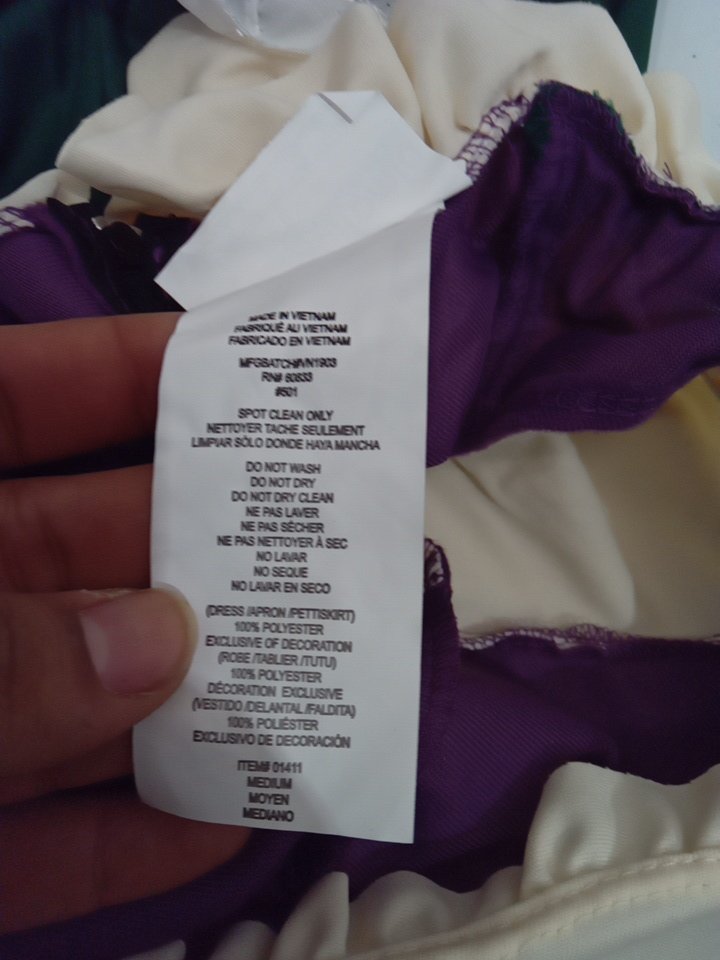 MADE IN VIETNAM
FABRIQUÉ AU VIETNAM
FABRICADO EN VIETNAM
MFGBATCH#VN1903
RN# 60833
#501
SPOT CLEAN ONLY
NETTOYER TACHE SEULEMENT
LIMPIAR SÓLO DONDE HAYA MANCHA
DO NOT WASH
DO NOT DRY
DO NOT DRY CLEAN
NE PAS LAVER
NE PAS SÉCHER
NE PAS NETTOYER À SEC
NO LAVAR
NO SEQUE
NO LAVAR EN SECO
(DRESS /APRON /PETTISKIRT)
100% POLYESTER
EXCLUSIVE OF DECORATION
(ROBE /TABLIER /TUTU)
100% POLYESTER
DÉCORATION EXCLUSIVE
(VESTIDO /DELANTAL /FALDITA)
100% POLIÉSTER
EXCLUSIVO DE DECORACIÓN
ITEM# 01411
MEDIUM
MOYEN
MEDIANO